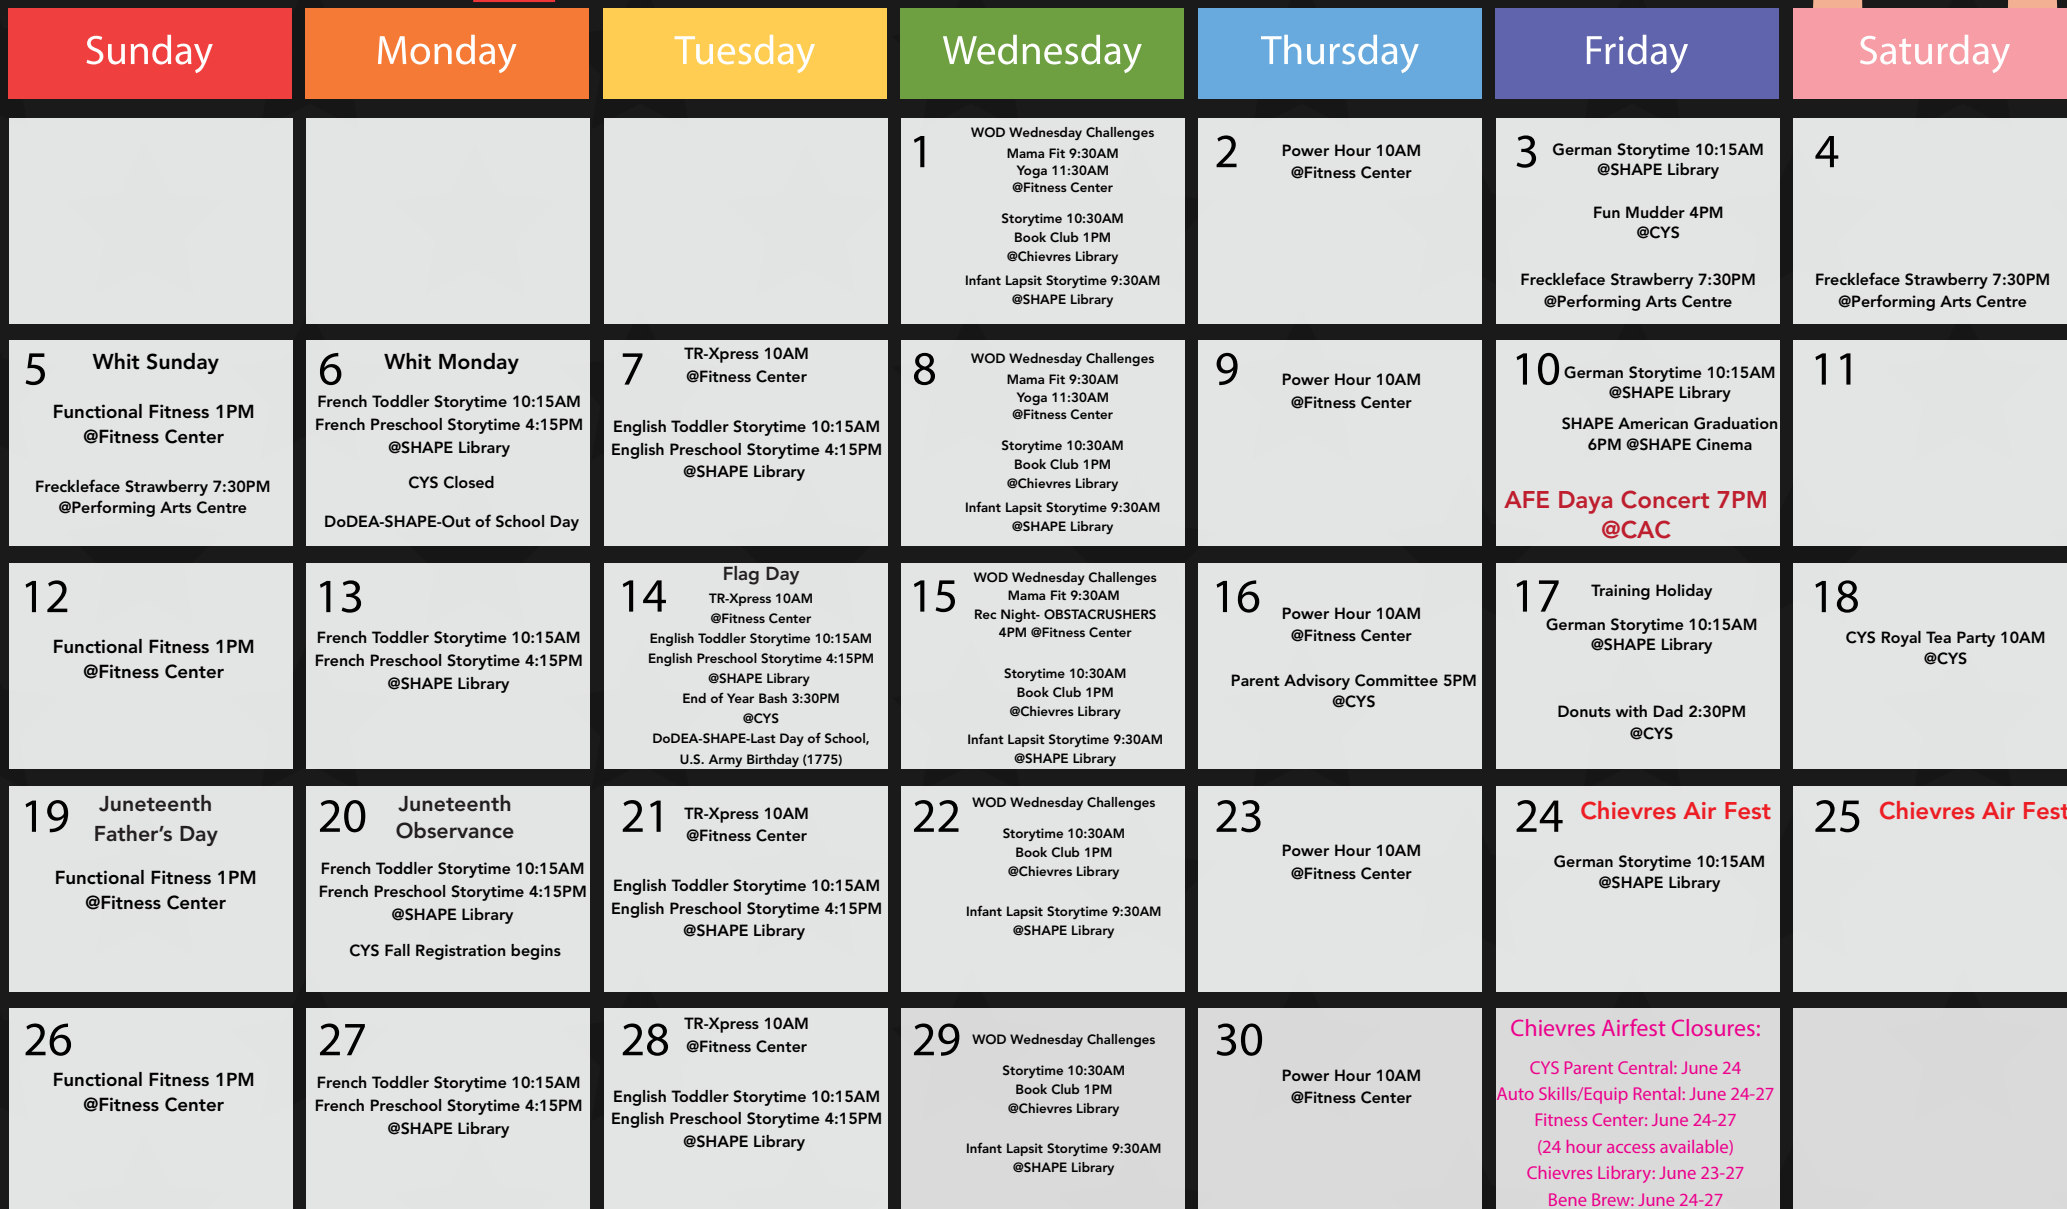 Sunday
Monday
Tuesday
Wednesday
Thursday
Friday
Saturday
1
WOD Wednesday Challenges
Mama Fit 9:30AM
Yoga 11:30AM
@Fitness Center
Storytime 10:30AM
Book Club 1PM
@Chievres Library
Infant Lapsit Storytime 9:30AM
@SHAPE Library
2
Power Hour 10AM
@Fitness Center
3
German Storytime 10:15AM
@SHAPE Library
Fun Mudder 4PM
@CYS
Freckleface Strawberry 7:30PM
@Performing Arts Centre
4
Freckleface Strawberry 7:30PM
@Performing Arts Centre
5
Whit Sunday
Functional Fitness 1PM
@Fitness Center
Freckleface Strawberry 7:30PM
@Performing Arts Centre
6
Whit Monday
French Toddler Storytime 10:15AM
French Preschool Storytime 4:15PM
@SHAPE Library
CYS Closed
DoDEA-SHAPE-Out of School Day
7
TR-Xpress 10AM
@Fitness Center
English Toddler Storytime 10:15AM
English Preschool Storytime 4:15PM
@SHAPE Library
8
WOD Wednesday Challenges
Mama Fit 9:30AM
Yoga 11:30AM
@Fitness Center
Storytime 10:30AM
Book Club 1PM
@Chievres Library
Infant Lapsit Storytime 9:30AM
@SHAPE Library
9
Power Hour 10AM
@Fitness Center
10
German Storytime 10:15AM
@SHAPE Library
SHAPE American Graduation
6PM @SHAPE Cinema
AFE Daya Concert 7PM
@CAC
11
12
Functional Fitness 1PM
@Fitness Center
13
French Toddler Storytime 10:15AM
French Preschool Storytime 4:15PM
@SHAPE Library
14
Flag Day
TR-Xpress 10AM
@Fitness Center
English Toddler Storytime 10:15AM
English Preschool Storytime 4:15PM
@SHAPE Library
End of Year Bash 3:30PM
@CYS
DoDEA-SHAPE-Last Day of School,
U.S. Army Birthday (1775)
15
WOD Wednesday Challenges
Mama Fit 9:30AM
Rec Night- OBSTACRUSHERS
4PM @Fitness Center
Storytime 10:30AM
Book Club 1PM
@Chievres Library
Infant Lapsit Storytime 9:30AM
@SHAPE Library
16
Power Hour 10AM
@Fitness Center
Parent Advisory Committee 5PM
@CYS
17
Training Holiday
German Storytime 10:15AM
@SHAPE Library
Donuts with Dad 2:30PM
@CYS
18
CYS Royal Tea Party 10AM
@CYS
19
Juneteenth
Father's Day
Functional Fitness 1PM
@Fitness Center
20
Juneteenth
Observance
French Toddler Storytime 10:15AM
French Preschool Storytime 4:15PM
@SHAPE Library
CYS Fall Registration begins
21
TR-Xpress 10AM
@Fitness Center
English Toddler Storytime 10:15AM
English Preschool Storytime 4:15PM
@SHAPE Library
22
WOD Wednesday Challenges
Storytime 10:30AM
Book Club 1PM
@Chievres Library
Infant Lapsit Storytime 9:30AM
@SHAPE Library
23
Power Hour 10AM
@Fitness Center
24
Chievres Air Fest
German Storytime 10:15AM
@SHAPE Library
25
Chievres Air Fest
26
Functional Fitness 1PM
@Fitness Center
27
French Toddler Storytime 10:15AM
French Preschool Storytime 4:15PM
@SHAPE Library
28
TR-Xpress 10AM
@Fitness Center
English Toddler Storytime 10:15AM
English Preschool Storytime 4:15PM
@SHAPE Library
29
WOD Wednesday Challenges
Storytime 10:30AM
Book Club 1PM
@Chievres Library
Infant Lapsit Storytime 9:30AM
@SHAPE Library
30
Power Hour 10AM
@Fitness Center
Chievres Airfest Closures:
CYS Parent Central: June 24
Auto Skills/Equip Rental: June 24-27
Fitness Center: June 24-27
(24 hour access available)
Chievres Library: June 23-27
Bene Brew: June 24-27